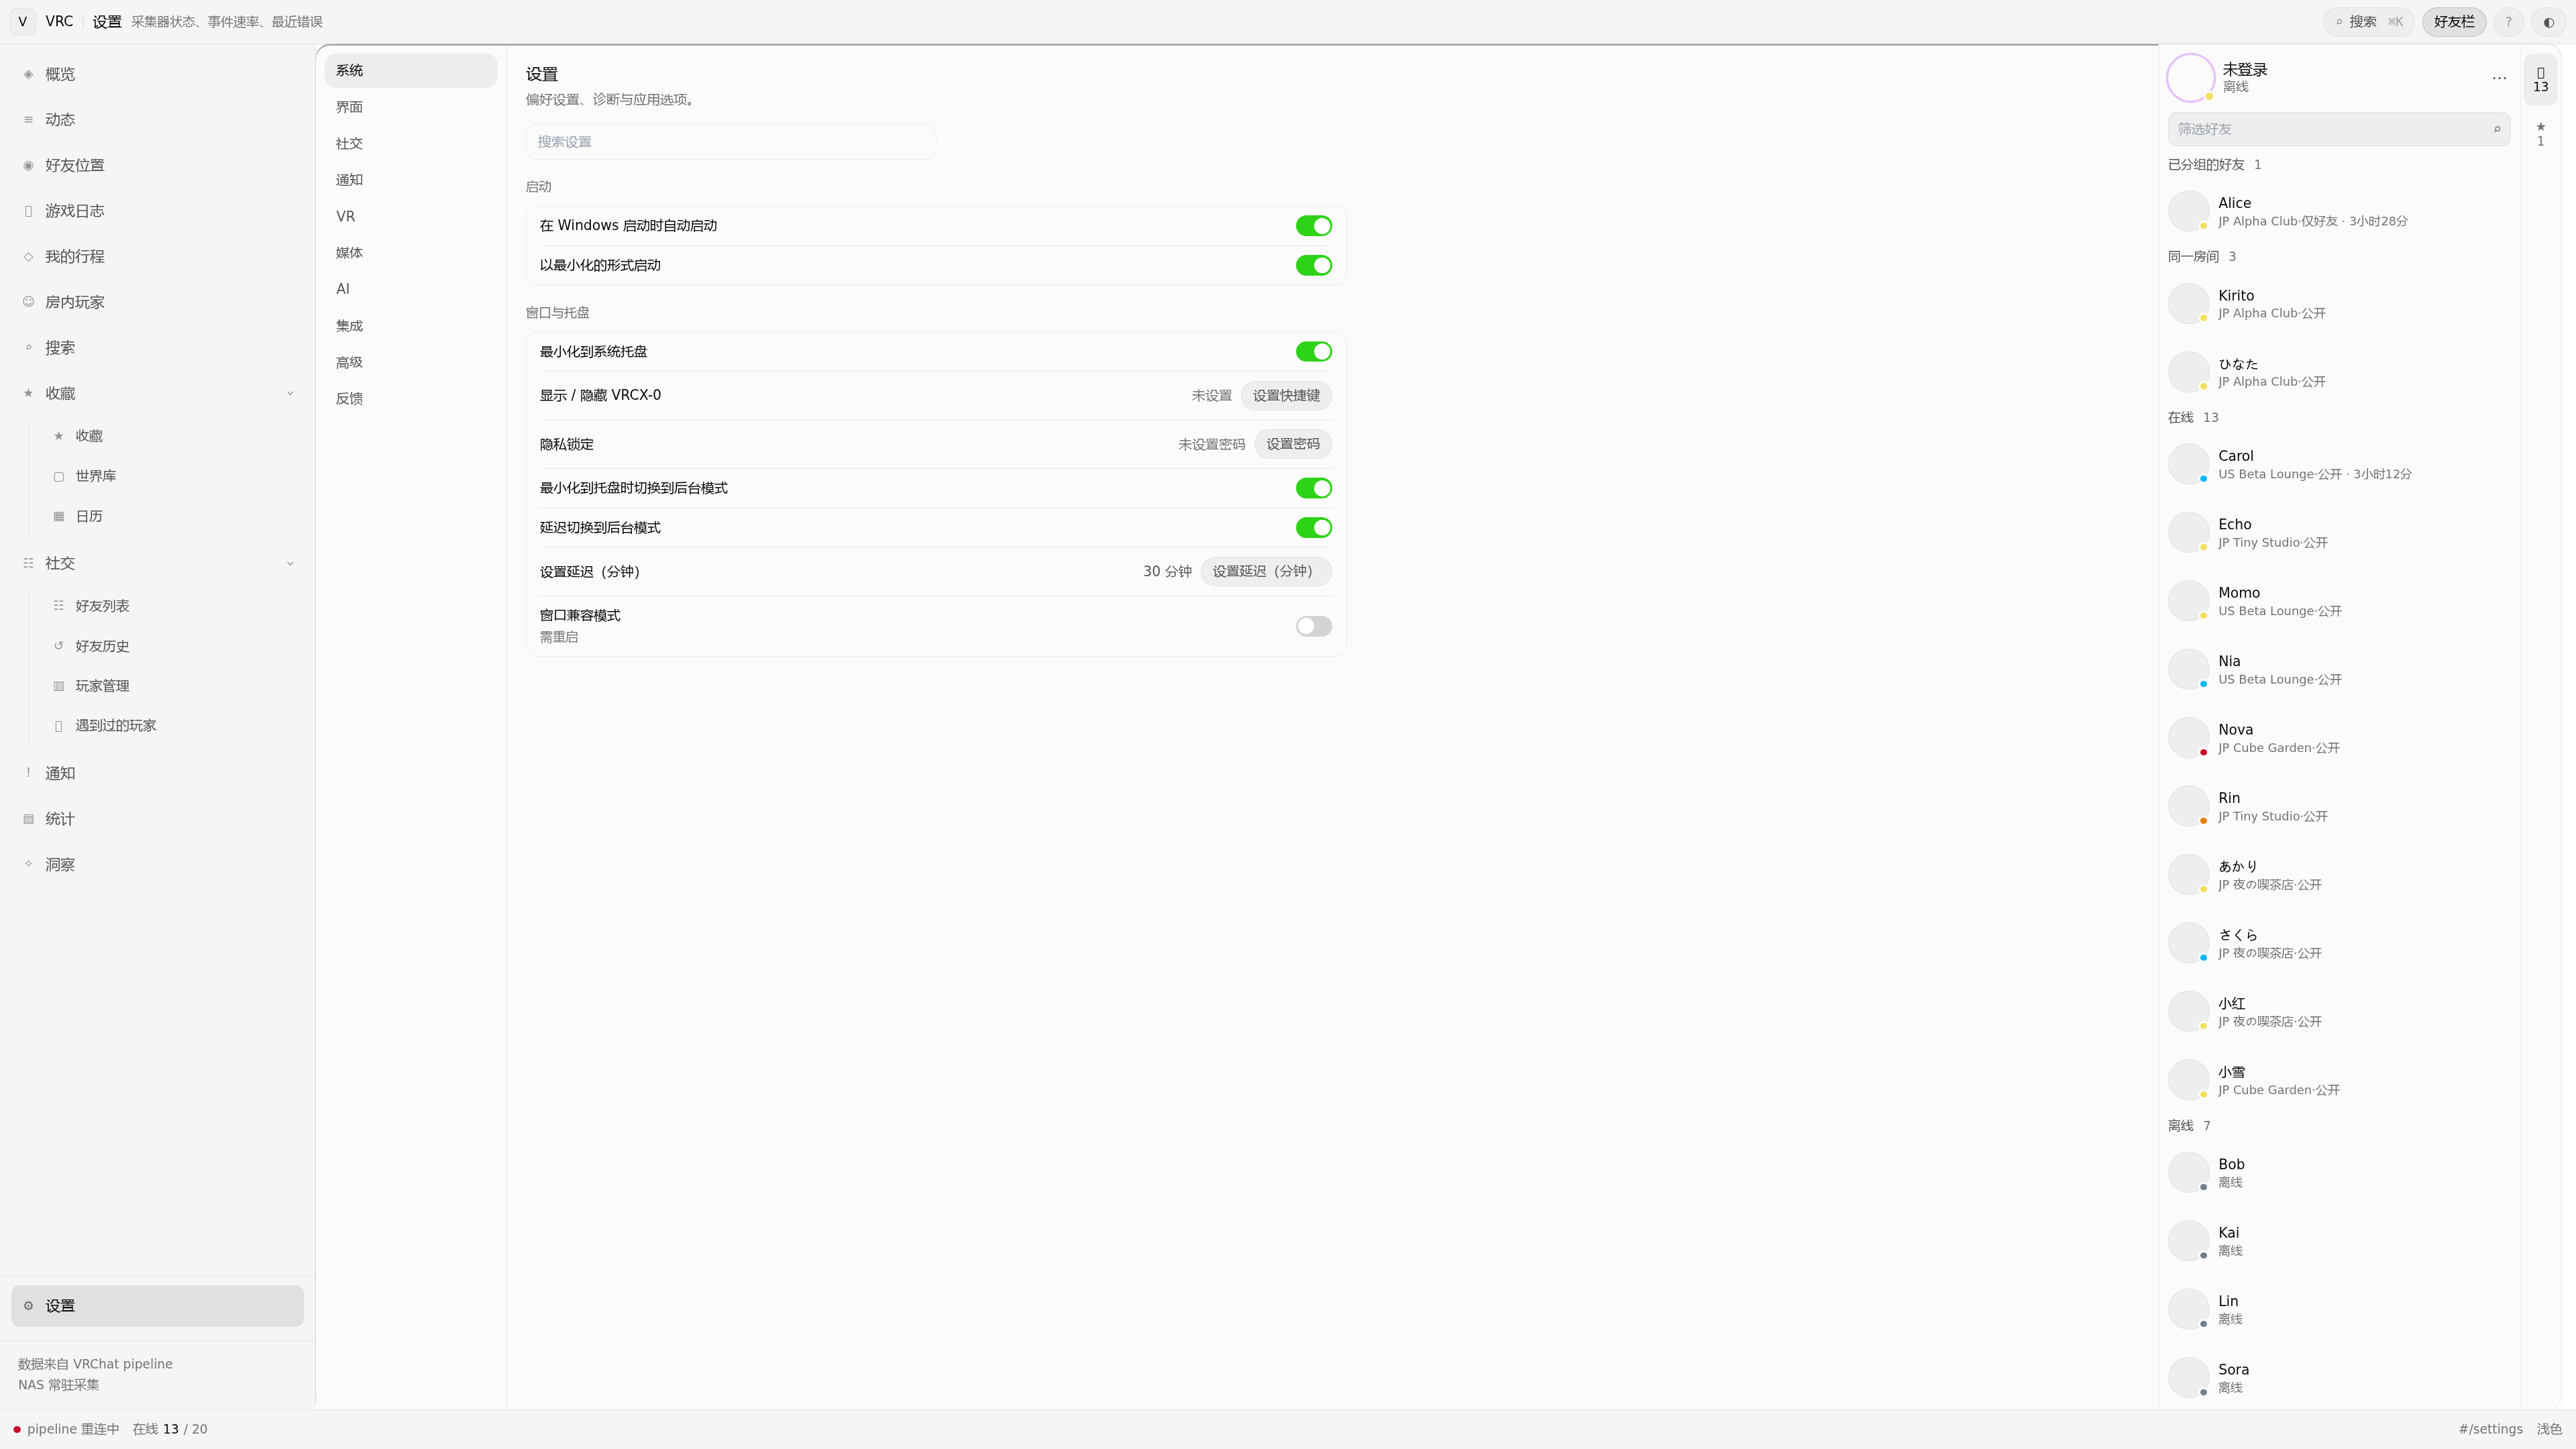 V VRC 设置 采集器状态、事件速率、最近错误
搜索 ⌘K 好友栏 ?
概览
动态
好友位置
游戏日志
我的行程
房内玩家
搜索
收藏
收藏
世界库
日历
社交
好友列表
好友历史
玩家管理
遇到过的玩家
通知
统计
洞察
设置
数据来自 VRChat pipeline
NAS 常驻采集
系统
界面
社交
通知
VR
媒体
AI
集成
高级
反馈
设置
偏好设置、诊断与应用选项。
搜索设置
启动
在 Windows 启动时自动启动
以最小化的形式启动
窗口与托盘
最小化到系统托盘
显示 / 隐藏 VRCX-0 未设置 设置快捷键
隐私锁定 未设置密码 设置密码
最小化到托盘时切换到后台模式
延迟切换到后台模式
设置延迟（分钟） 30 分钟 设置延迟（分钟）
窗口兼容模式
需重启
未登录
离线
…
筛选好友
已分组的好友 1
Alice
JP Alpha Club·仅好友 · 3小时28分
同一房间 3
Kirito
JP Alpha Club·公开
ひなた
JP Alpha Club·公开
在线 13
Carol
US Beta Lounge·公开 · 3小时12分
Echo
JP Tiny Studio·公开
Momo
US Beta Lounge·公开
Nia
US Beta Lounge·公开
Nova
JP Cube Garden·公开
Rin
JP Tiny Studio·公开
あかり
JP 夜の喫茶店·公开
さくら
JP 夜の喫茶店·公开
小红
JP 夜の喫茶店·公开
小雪
JP Cube Garden·公开
离线 7
Bob
离线
Kai
离线
Lin
离线
Sora
离线
13
★
1
pipeline 重连中 在线 13 / 20
#/settings 浅色